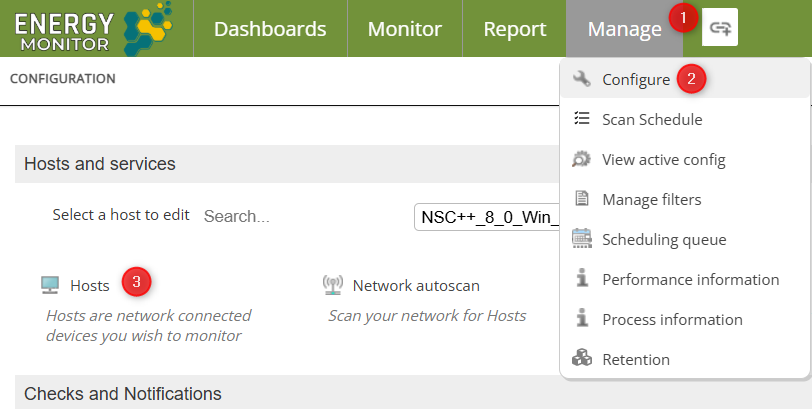 ENERGY
MONITOR
Dashboards
Monitor
Report
Manage
1
CONFIGURATION
Configure
2
Scan Schedule
View active config
Manage filters
Scheduling queue
Performance information
Process information
Retention
Hosts and services
Select a host to edit
Search...
NSC++_8_0_Win_
Hosts
3
Hosts are network connected
devices you wish to monitor
Network autoscan
Scan your network for Hosts
Checks and Notifications